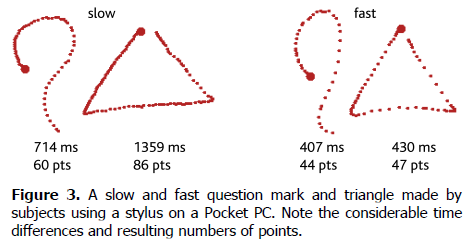 slow
fast
714 ms
1359 ms
407 ms
430 ms
60 pts
86 pts
44 pts
47 pts
Figure 3. A slow and fast question mark and triangle made by
subjects using a stylus on a Pocket PC. Note the considerable time
differences and resulting numbers of points.